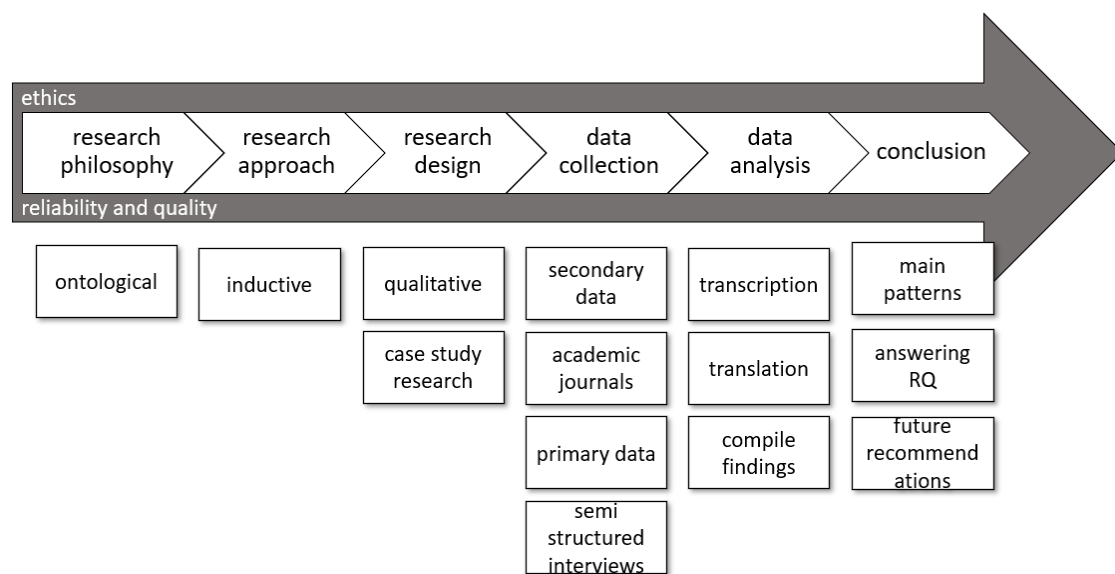 ethics
research
philosophy
research
approach
research
design
data
collection
data
analysis
conclusion
reliability and quality
ontological
inductive
qualitative
case study
research
secondary
data
academic
journals
primary data
semi
structured
interviews
transcription
translation
compile
findings
main
patterns
answering
RQ
future
recommend
ations